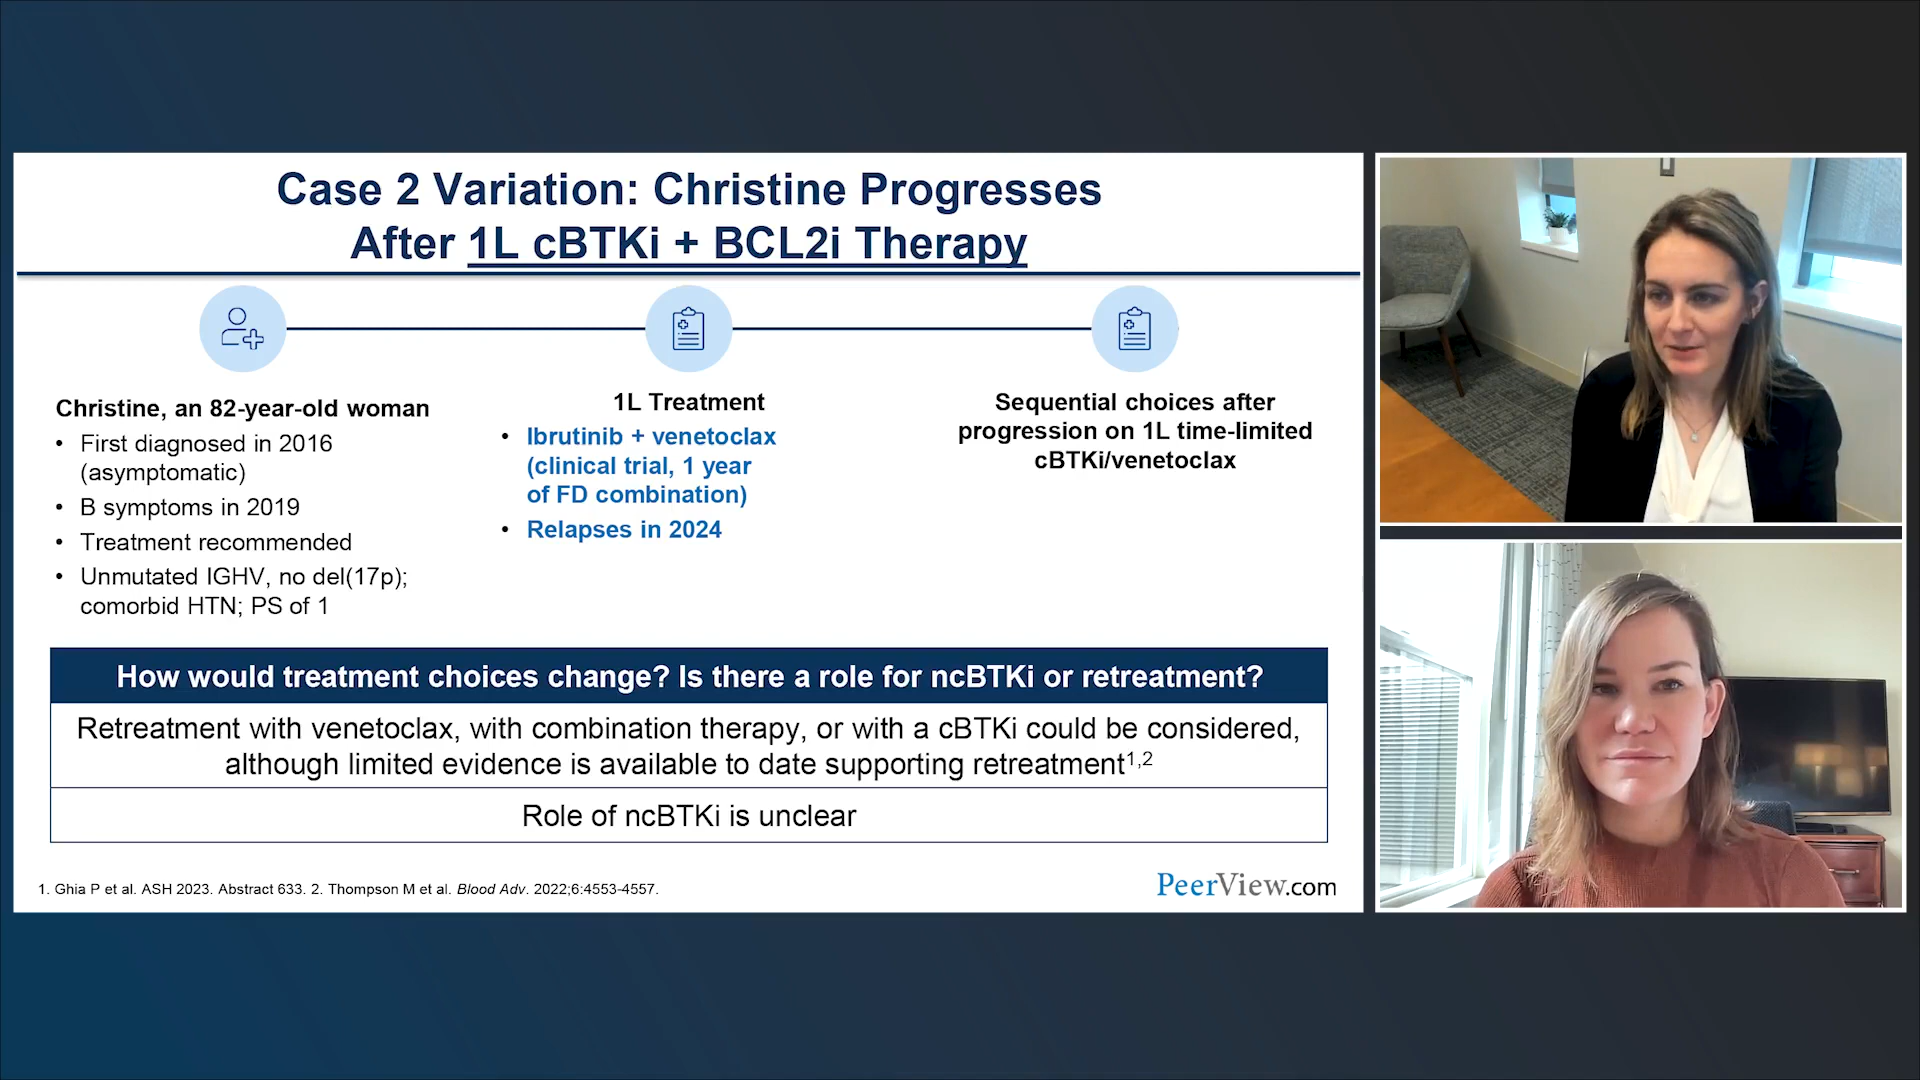 Case 2 Variation: Christine Progresses
After 1L cBTKi + BCL2i Therapy
Christine, an 82-year-old woman
• First diagnosed in 2016
(asymptomatic)
• B symptoms in 2019
• Treatment recommended
• Unmutated IGHV, no del(17p);
comorbid HTN; PS of 1
1L Treatment
• Ibrutinib + venetoclax
(clinical trial, 1 year
of FD combination)
• Relapses in 2024
Sequential choices after
progression on 1L time-limited
cBTKi/venetoclax
How would treatment choices change? Is there a role for ncBTKi or retreatment?
Retreatment with venetoclax, with combination therapy, or with a cBTKi could be considered,
although limited evidence is available to date supporting retreatment1,2
Role of ncBTKi is unclear
1. Ghia P et al. ASH 2023. Abstract 633. 2. Thompson M et al. Blood Adv. 2022;6:4553-4557.
PeerView.com